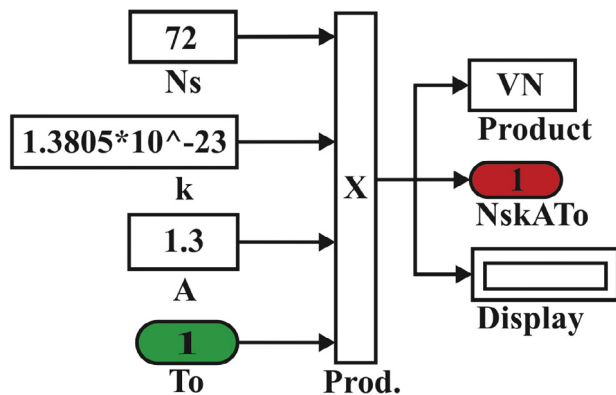 72
Ns
1.3805*10^-23
k
1.3
A
1
To
X
Prod.
VN
Product
1
NskATo
Display